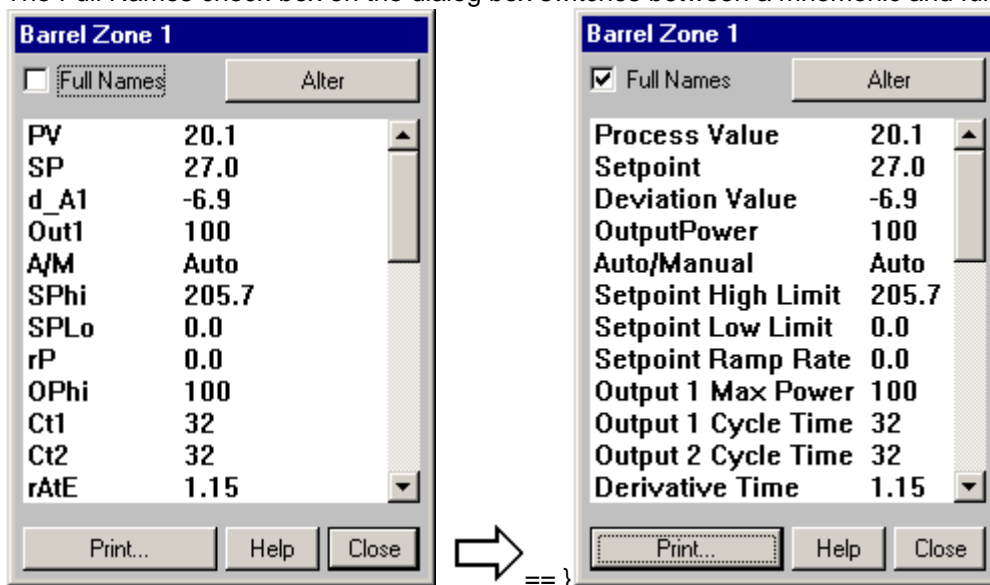 The Full Names check box on the dialog box switches between a mnemonic and
Barrel Zone 1
Full Names Alter
PV 20.1
SP 27.0
d_A1 -6.9
Out1 100
A/M Auto
SPhi 205.7
SPLo 0.0
rP 0.0
OPhi 100
Ct1 32
Ct2 32
rAtE 1.15
Print... Help Close
== }
Barrel Zone 1
Full Names Alter
Process Value 20.1
Setpoint 27.0
Deviation Value -6.9
OutputPower 100
Auto/Manual Auto
Setpoint High Limit 205.7
Setpoint Low Limit 0.0
Setpoint Ramp Rate 0.0
Output 1 Max Power 100
Output 1 Cycle Time 32
Output 2 Cycle Time 32
Derivative Time 1.15
Print... Help Close